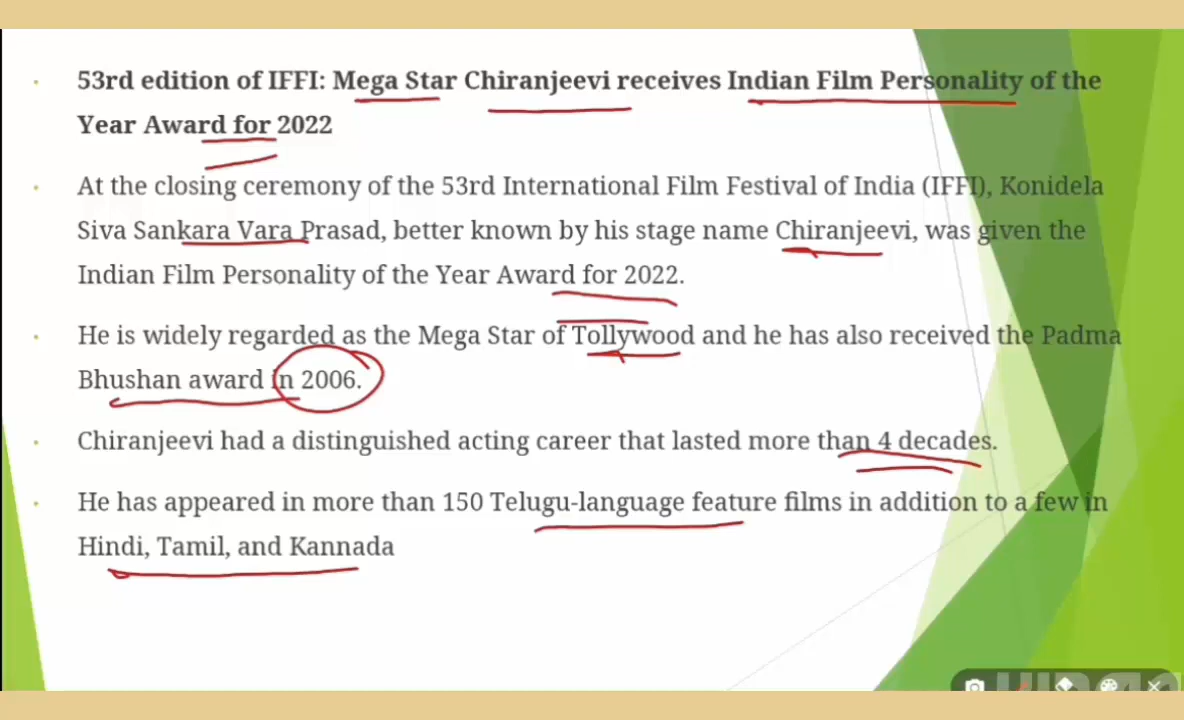 53rd edition of IFFI: Mega Star Chiranjeevi receives Indian Film Personality of the
Year Award for 2022
At the closing ceremony of the 53rd International Film Festival of India (IFFI), Konidela
Siva Sankara Vara Prasad, better known by his stage name Chiranjeevi, was given the
Indian Film Personality of the Year Award for 2022.
He is widely regarded as the Mega Star of Tollywood and he has also received the Padma
Bhushan award in 2006.
Chiranjeevi had a distinguished acting career that lasted more than 4 decades.
He has appeared in more than 150 Telugu-language feature films in addition to a few in
Hindi, Tamil, and Kannada